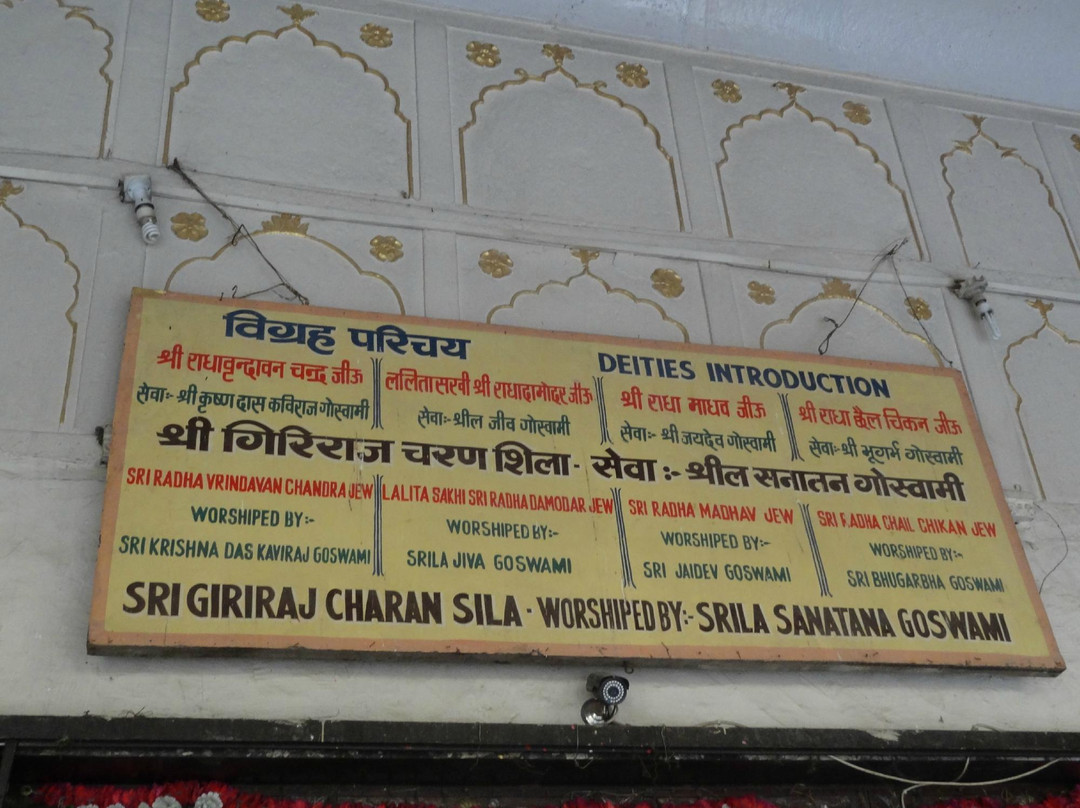 विग्रह परिचय
DEITIES INTRODUCTION
श्री राधावृन्दावन चन्द्र जीऊ
ललितासखी श्री राधादामोदर जीऊ
श्री राधा माधव जीऊ
श्री राधा छैल चिकन जीऊ
सेवाः- श्री कृष्ण दास कविराज गोस्वामी
सेवाः-श्रील जीव गोस्वामी
सेवाः- श्री जयदेव गोस्वामी
सेवाः-श्री भूगर्भ गोस्वामी
श्री गिरिराज चरण शिला - सेवा :- श्रील सनातन गोस्वामी
SRI RADHA VRINDAVAN CHANDRA JEW
LALITA SAKHI SRI RADHA DAMODAR JEW
SRI RADHA MADHAV JEW
SRI RADHA CHAIL CHIKAN JEW
WORSHIPED BY:-
WORSHIPED BY:-
WORSHIPED BY:-
WORSHIPED BY:-
SRI KRISHNA DAS KAVIRAJ GOSWAMI
SRILA JIVA GOSWAMI
SRI JAIDEV GOSWAMI
SRI BHUGARBHA GOSWAMI
SRI GIRIRAJ CHARAN SILA - WORSHIPED BY:- SRILA SANATANA GOSWAMI